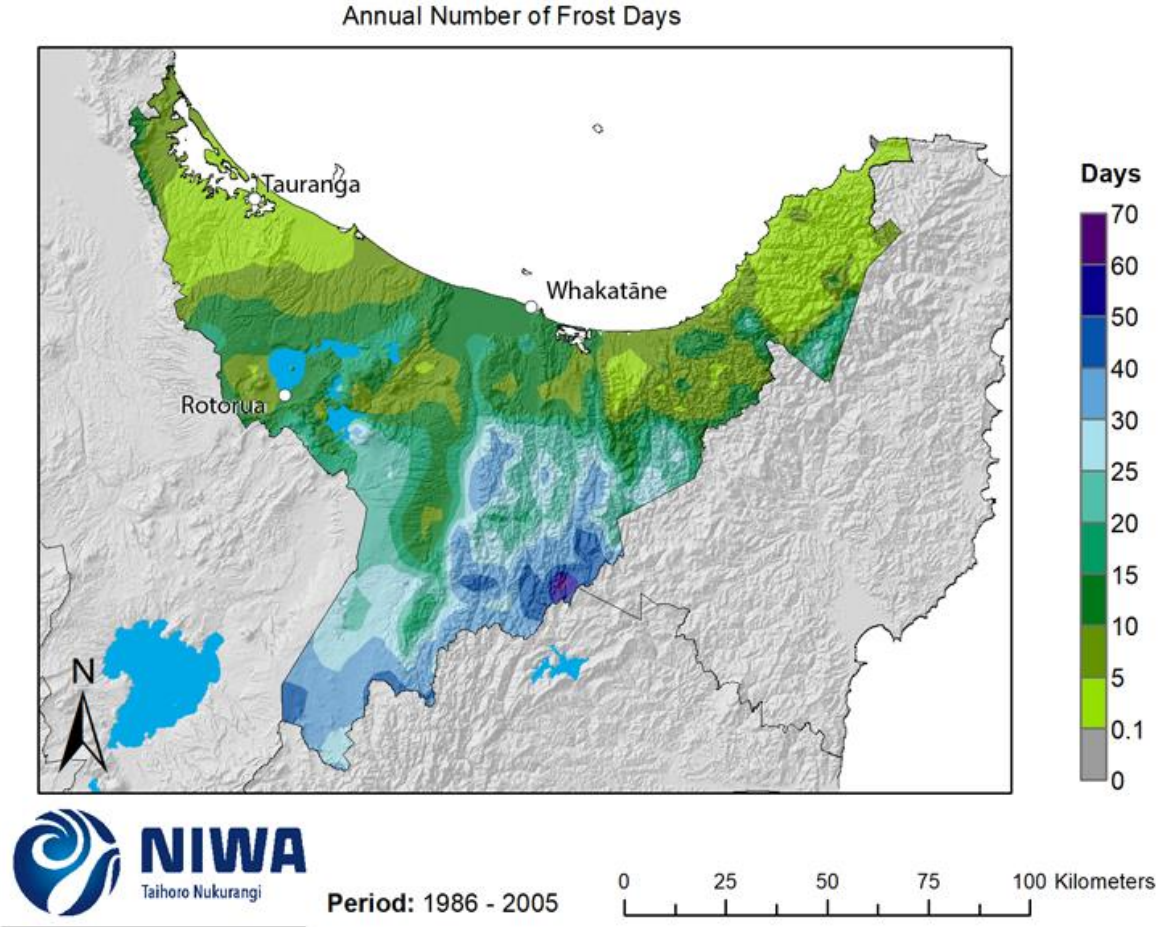 Annual Number of Frost Days
Tauranga
Whakatāne
Rotorua
N
Days
70
60
50
40
30
25
20
15
10
5
0.1
0
NIWA
Taihoro Nukurangi
Period: 1986 - 2005
0 25 50 75 100 Kilometers